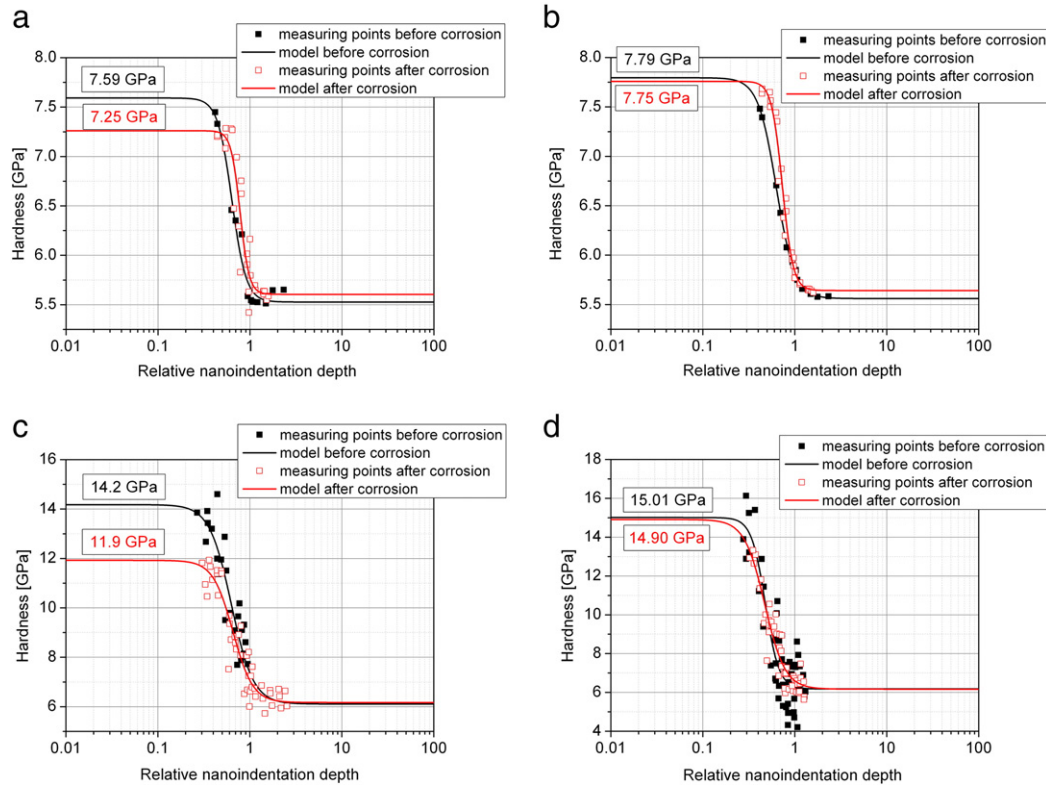 a
measuring points before corrosion
model before corrosion
measuring points after corrosion
model after corrosion
8.0
7.5
7.0
6.5
6.0
5.5
7.59 GPa
7.25 GPa
Hardness [GPa]
0.01 0.1 1 10 100
Relative nanoindentation depth
b
measuring points before corrosion
model before corrosion
measuring points after corrosion
model after corrosion
8.0
7.5
7.0
6.5
6.0
5.5
7.79 GPa
7.75 GPa
Hardness [GPa]
0.01 0.1 1 10 100
Relative nanoindentation depth
c
measuring points before corrosion
model before corrosion
measuring points after corrosion
model after corrosion
16
14
12
10
8
6
14.2 GPa
11.9 GPa
Hardness [GPa]
0.01 0.1 1 10 100
Relative nanoindentation depth
d
measuring points before corrosion
model before corrosion
measuring points after corrosion
model after corrosion
18
16
14
12
10
8
6
4
15.01 GPa
14.90 GPa
Hardness [GPa]
0.01 0.1 1 10 100
Relative nanoindentation depth